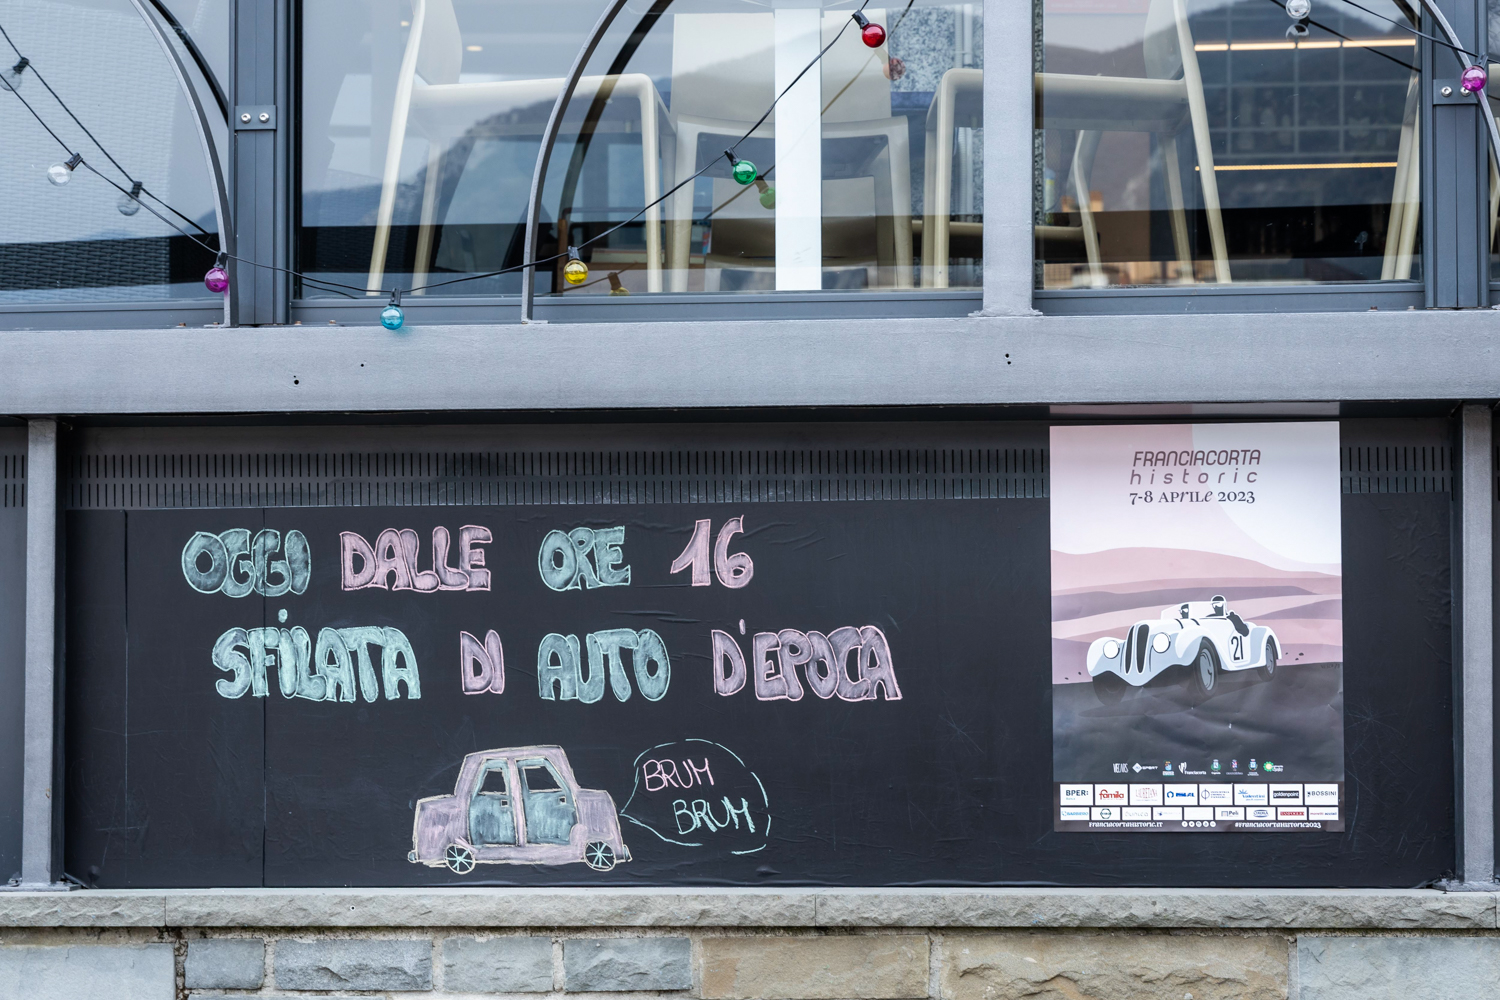 OGGI DALLE ORE 16
SFiLATA DI AUTO D'EPOCA
BRUM
BRUM
FRANCIACORTA
historic
7-8 APRILE 2023
21
BPER:
famila
goldenpoint
BOSSINI
FRANCIACORTAHISTORIC.IT
#FRANCIACORTAHISTORIC2023